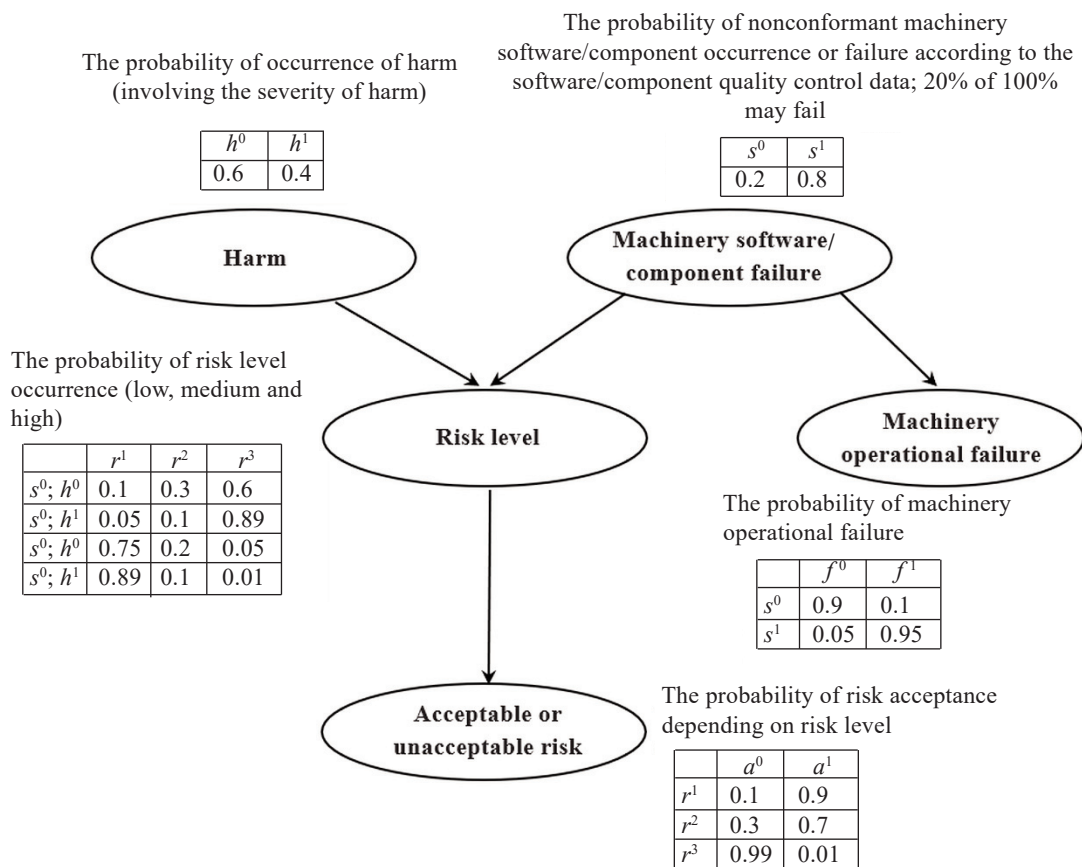 The probability of nonconformant machinery
software/component occurrence or failure according to the
software/component quality control data; 20% of 100%
may fail
The probability of occurrence of harm
(involving the severity of harm)
h⁰ h¹
0.6 0.4
s⁰ s¹
0.2 0.8
Harm
Machinery software/
component failure
The probability of risk level
occurrence (low, medium and
high)
r¹ r² r³
s⁰; h⁰ 0.1 0.3 0.6
s⁰; h¹ 0.05 0.1 0.89
s⁰; h⁰ 0.75 0.2 0.05
s⁰; h¹ 0.89 0.1 0.01
Risk level
Machinery
operational failure
The probability of machinery
operational failure
f⁰ f¹
s⁰ 0.9 0.1
s¹ 0.05 0.95
Acceptable or
unacceptable risk
The probability of risk acceptance
depending on risk level
a⁰ a¹
r¹ 0.1 0.9
r² 0.3 0.7
r³ 0.99 0.01